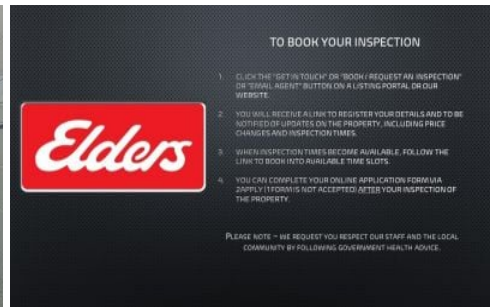 Elders
TO BOOK YOUR INSPECTION
1. CLICK THE "GET IN TOUCH" OR "BOOK / REQUEST AN INSPECTION"
OR "EMAIL AGENT" BUTTON ON A LISTING PORTAL OR OUR
WEBSITE.
2. YOU WILL RECEIVE A LINK TO REGISTER YOUR DETAILS AND TO BE
NOTIFIED OF UPDATES ON THE PROPERTY, INCLUDING PRICE
CHANGES AND INSPECTION TIMES.
3. WHEN INSPECTION TIMES BECOME AVAILABLE, FOLLOW THE
LINK TO BOOK INTO AVAILABLE TIME SLOTS.
4. YOU CAN COMPLETE YOUR ONLINE APPLICATION FORM VIA
2APPLY (1FORM IS NOT ACCEPTED) AFTER YOUR INSPECTION OF
THE PROPERTY.
PLEASE NOTE – WE REQUEST YOU RESPECT OUR STAFF AND THE LOCAL
COMMUNITY BY FOLLOWING GOVERNMENT HEALTH ADVICE.